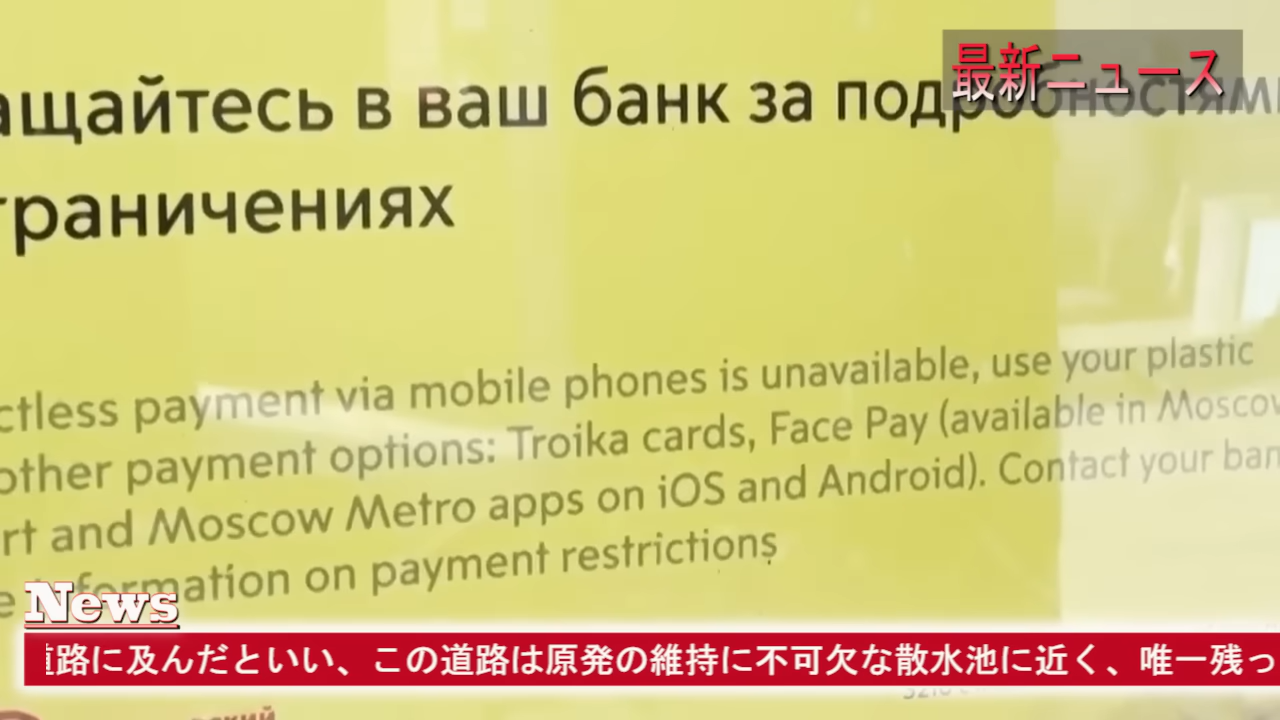 최新ニュース
ащайтесь в ваш банк за подробностями
граничениях
ctless payment via mobile phones is unavailable, use your plastic
other payment options: Troika cards, Face Pay (available in Moscow
rt and Moscow Metro apps on iOS and Android). Contact your ban
e information on payment restrictions
News
道路に及んだといい、この道路は原発の維持に不可欠な散水池に近く、唯一残っ